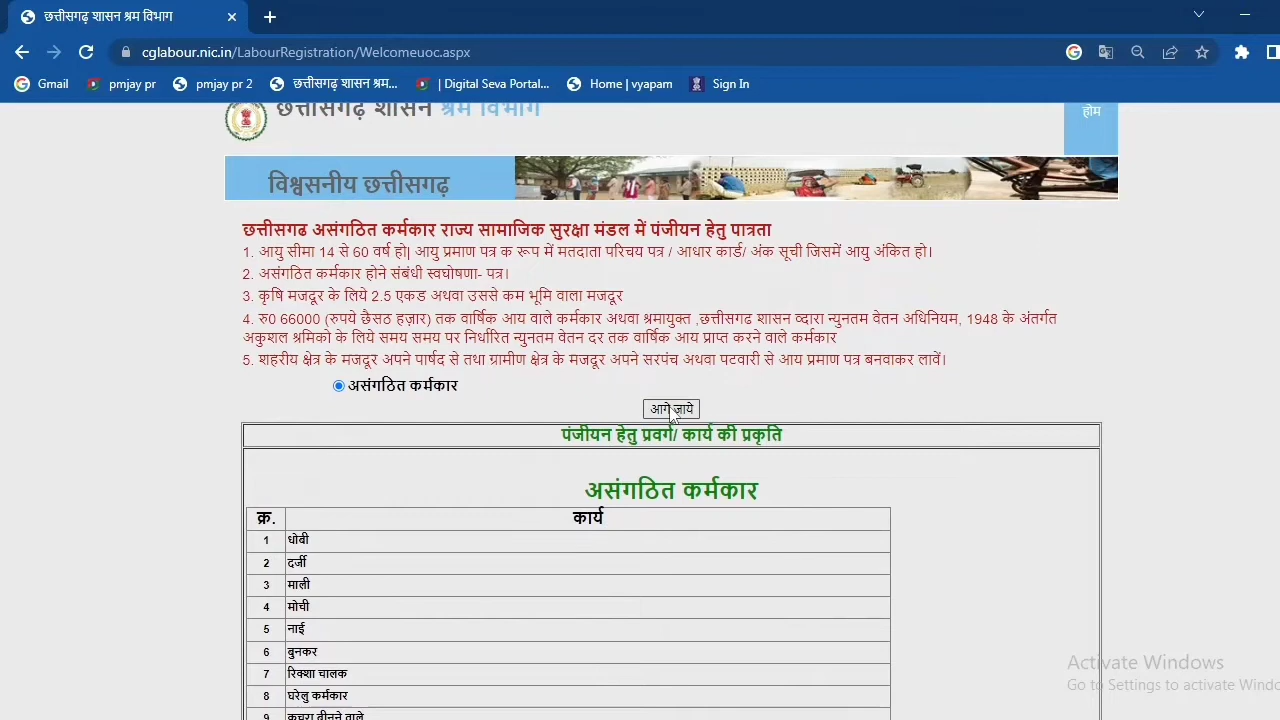 छत्तीसगढ़ शासन श्रम विभाग
cglabour.nic.in/LabourRegistration/Welcomeuoc.aspx
Gmail pmjay pr pmjay pr 2 छत्तीसगढ़ शासन श्रम... | Digital Seva Portal... Home | vyapam Sign In
छत्तीसगढ़ शासन श्रम विभाग
होम
विश्वसनीय छत्तीसगढ़
छत्तीसगढ असंगठित कर्मकार राज्य सामाजिक सुरक्षा मंडल में पंजीयन हेतु पात्रता
1. आयु सीमा 14 से 60 वर्ष हो| आयु प्रमाण पत्र क रूप में मतदाता परिचय पत्र / आधार कार्ड/ अंक सूची जिसमें आयु अंकित हो।
2. असंगठित कर्मकार होने संबंधी स्वघोषणा- पत्र।
3. कृषि मजदूर के लिये 2.5 एकड अथवा उससे कम भूमि वाला मजदूर
4. रु0 66000 (रुपये छैसठ हज़ार) तक वार्षिक आय वाले कर्मकार अथवा श्रमायुक्त ,छत्तीसगढ शासन व्दारा न्युनतम वेतन अधिनियम, 1948 के अंतर्गत
अकुशल श्रमिको के लिये समय समय पर निर्धारित न्युनतम वेतन दर तक वार्षिक आय प्राप्त करने वाले कर्मकार
5. शहरीय क्षेत्र के मजदूर अपने पार्षद से तथा ग्रामीण क्षेत्र के मजदूर अपने सरपंच अथवा पटवारी से आय प्रमाण पत्र बनवाकर लावें।
असंगठित कर्मकार
आगे जाये
पंजीयन हेतु प्रवर्ग/ कार्य की प्रकृति
असंगठित कर्मकार
क्र. कार्य
1 धोबी
2 दर्जी
3 माली
4 मोची
5 नाई
6 बुनकर
7 रिक्शा चालक
8 घरेलु कर्मकार
9 कचरा बीनने वाले
Activate Windows
Go to Settings to activate Windo